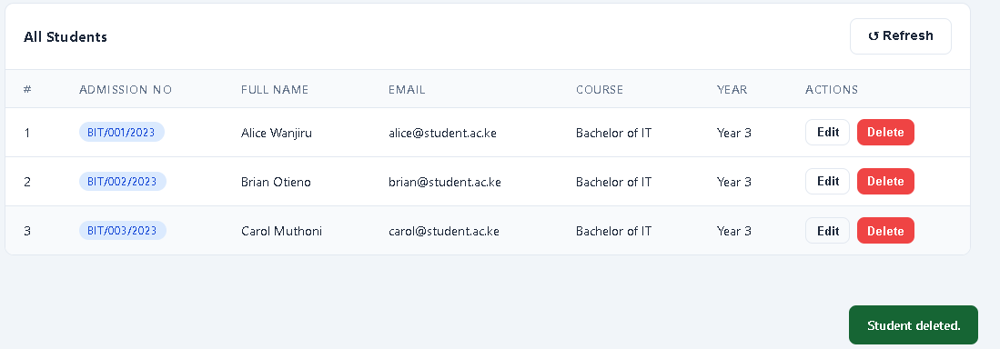 All Students
↺ Refresh
# ADMISSION NO FULL NAME EMAIL COURSE YEAR ACTIONS
1 BIT/001/2023 Alice Wanjiru alice@student.ac.ke Bachelor of IT Year 3 Edit Delete
2 BIT/002/2023 Brian Otieno brian@student.ac.ke Bachelor of IT Year 3 Edit Delete
3 BIT/003/2023 Carol Muthoni carol@student.ac.ke Bachelor of IT Year 3 Edit Delete
Student deleted.